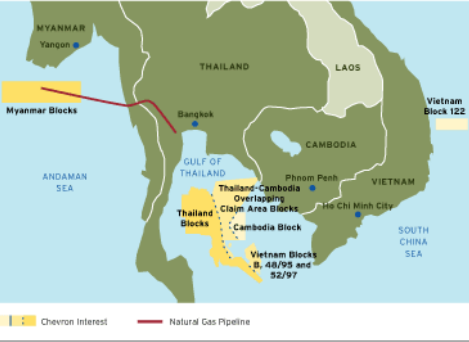 MYANMAR
Yangon
THAILAND
LAOS
Myanmar Blocks
Vietnam
Block 122
Bangkok
CAMBODIA
GULF OF
THAILAND
ANDAMAN
SEA
Phnom Penh
VIETNAM
Thailand-Cambodia
Overlapping
Claim Area Blocks
Ho Chi Minh City
Thailand
Blocks
Cambodia Block
SOUTH
CHINA
SEA
Vietnam Blocks
B, 48/95 and
52/97
Chevron Interest
Natural Gas Pipeline